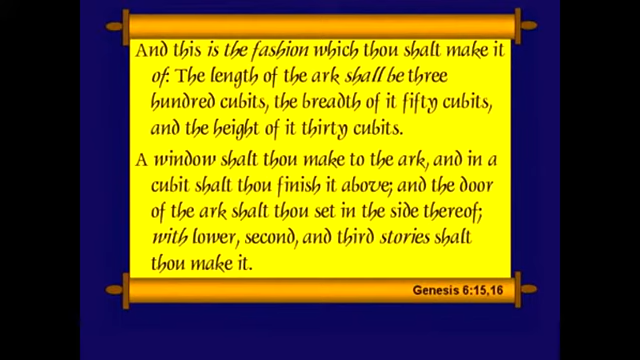 And this is the fashion which thou shalt make it
of: The length of the ark shall be three
hundred cubits, the breadth of it fifty cubits,
and the height of it thirty cubits.
A window shalt thou make to the ark, and in a
cubit shalt thou finish it above; and the door
of the ark shalt thou set in the side thereof;
with lower, second, and third stories shalt
thou make it.
Genesis 6:15,16